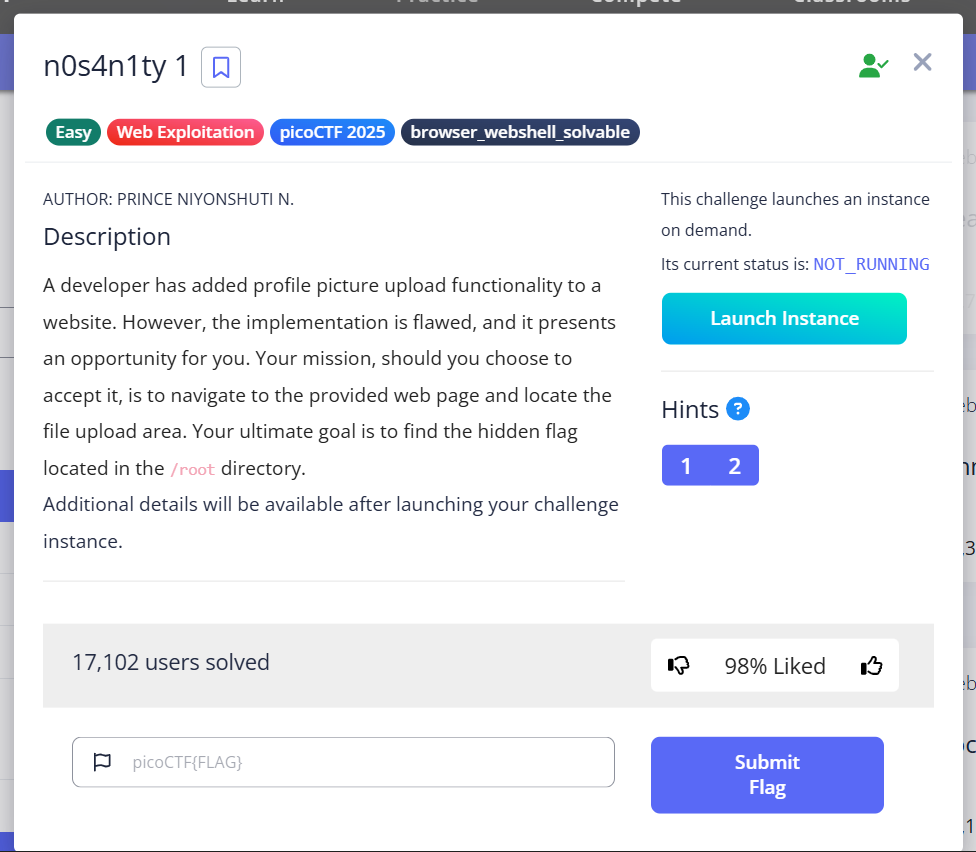 n0s4n1ty 1
Easy Web Exploitation picoCTF 2025 browser_webshell_solvable
AUTHOR: PRINCE NIYONSHUTI N.
Description
A developer has added profile picture upload functionality to a
website. However, the implementation is flawed, and it presents
an opportunity for you. Your mission, should you choose to
accept it, is to navigate to the provided web page and locate the
file upload area. Your ultimate goal is to find the hidden flag
located in the /root directory.
Additional details will be available after launching your challenge
instance.
This challenge launches an instance
on demand.
Its current status is: NOT_RUNNING
Launch Instance
Hints ?
1 2
17,102 users solved
98% Liked
picoCTF{FLAG}
Submit
Flag